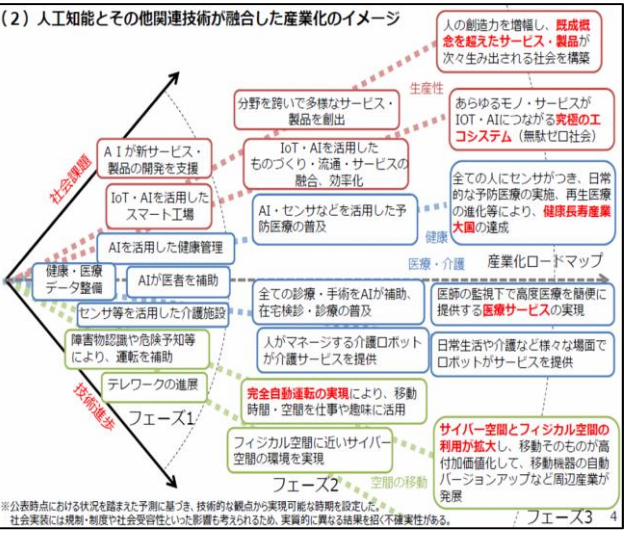 (2)人工知能とその他関連技術が融合した産業化のイメージ
人の創造力を増幅し、既成概
念を超えたサービス・製品が
次々生み出される社会を構築
生産性
分野を跨いで多様なサービス・
製品を創出
あらゆるモノ・サービスが
IOT・AIにつながる究極のエ
コシステム(無駄ゼロ社会)
社会課題
AIが新サービス・
製品の開発を支援
IoT・AIを活用した
ものづくり・流通・サービスの
融合、効率化
IoT・AIを活用した
スマート工場
全ての人にセンサがつき、日常
的な予防医療の実施、再生医療
の進化等により、健康長寿産業
大国の達成
AI・センサなどを活用した予
防医療の普及
健康
AIを活用した健康管理
医療・介護
産業化ロードマップ
健康・医療
データ整備
AIが医者を補助
全ての診療・手術をAIが補助、
在宅検診・診療の普及
医師の監視下で高度医療を簡便に
提供する医療サービスの実現
センサ等を活用した介護施設
障害物認識や危険予知等
により、運転を補助
人がマネージする介護ロボット
が介護サービスを提供
日常生活や介護など様々な場面で
ロボットがサービスを提供
テレワークの進展
技術進歩
フェーズ1
完全自動運転の実現により、移動
時間・空間を仕事や趣味に活用
フィジカル空間に近いサイバー
空間の環境を実現
サイバー空間とフィジカル空間の
利用が拡大し、移動そのものが高
付加価値化して、移動機器の自動
バージョンアップなど周辺産業が
発展
フェーズ2
空間の移動
※公表時点における状況を踏まえた予測に基づき、技術的な観点から実現可能な時期を設定した。
社会実装には規制・制度や社会受容性といった影響も考えられるため、実質的に異なる結果を招く不確実性がある。
フェーズ3
4